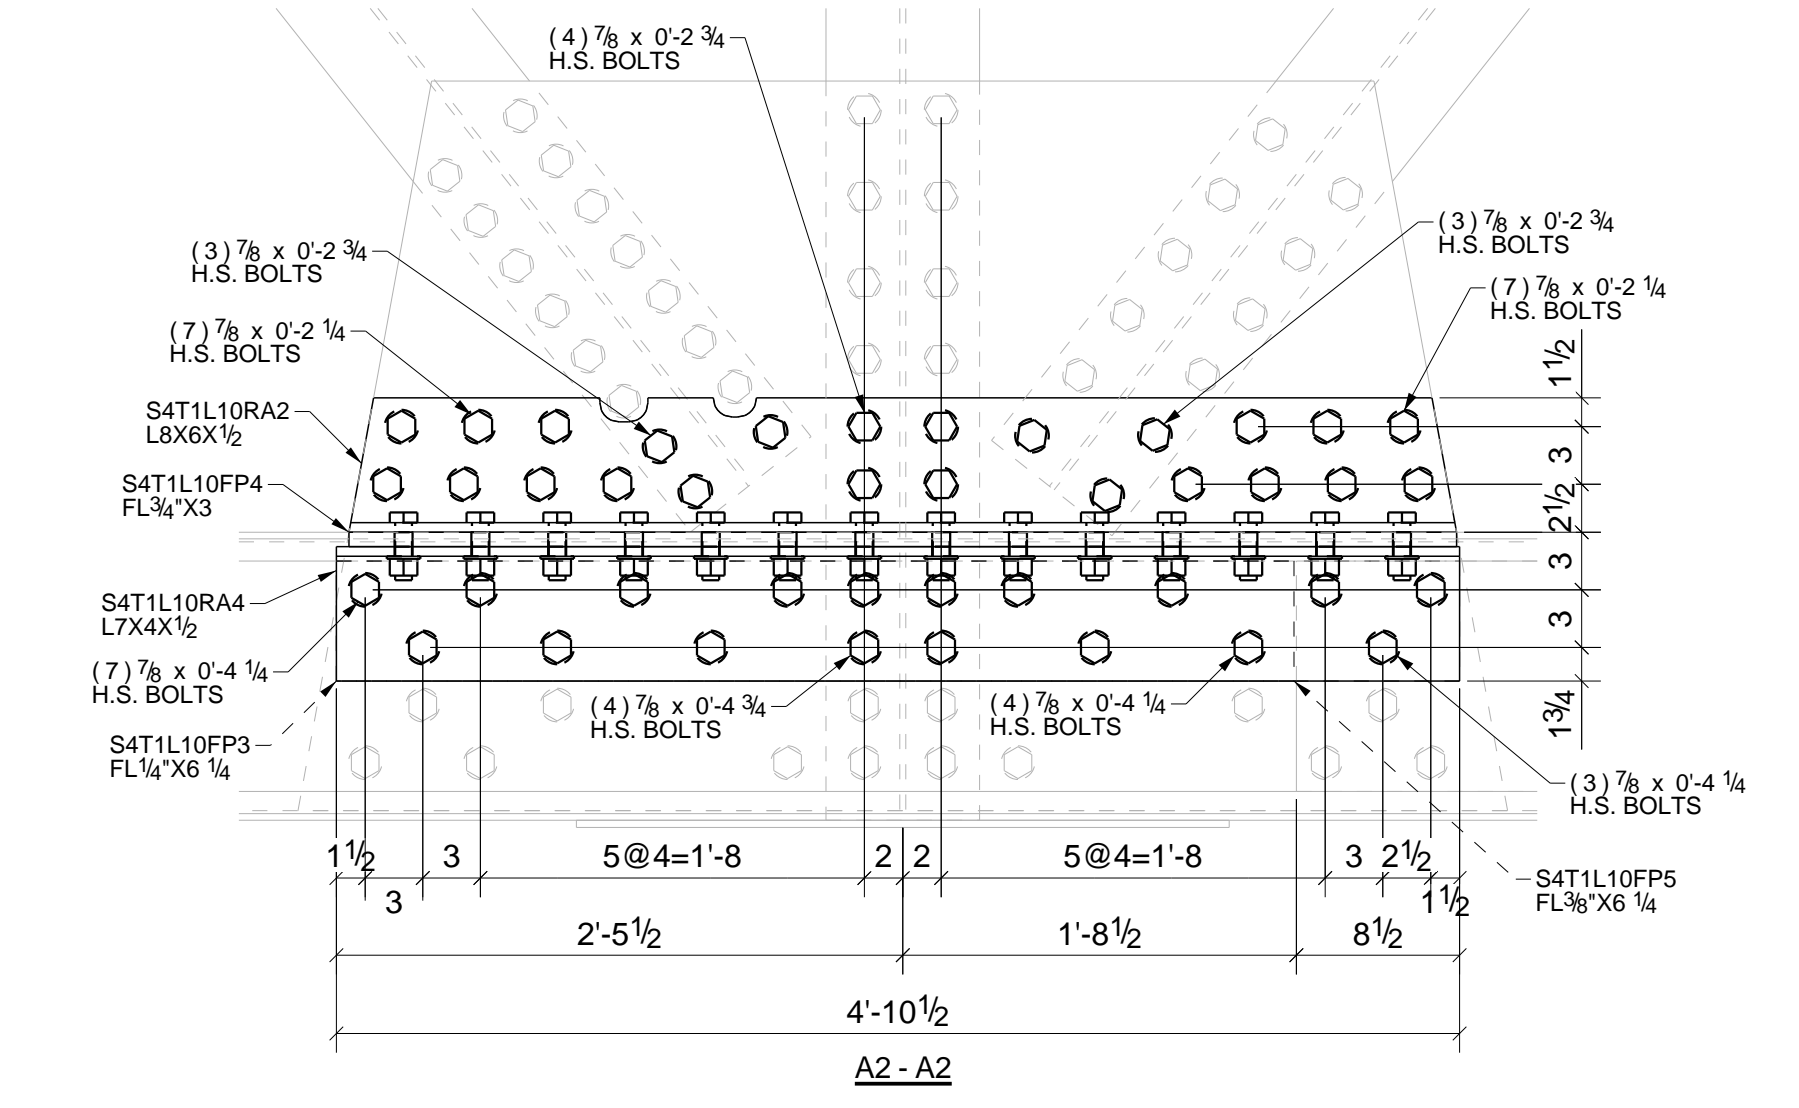 (4) 7/8 x 0'-2 3/4
H.S. BOLTS
(3) 7/8 x 0'-2 3/4
H.S. BOLTS
(7) 7/8 x 0'-2 1/4
H.S. BOLTS
S4T1L10RA2
L8X6X1/2
S4T1L10FP4
FL3/4"X3
S4T1L10RA4
L7X4X1/2
(7) 7/8 x 0'-4 1/4
H.S. BOLTS
S4T1L10FP3
FL1/4"X6 1/4
(3) 7/8 x 0'-2 3/4
H.S. BOLTS
(7) 7/8 x 0'-2 1/4
H.S. BOLTS
1 1/2
3
2 1/2
3
3
1 3/4
(4) 7/8 x 0'-4 3/4
H.S. BOLTS
(4) 7/8 x 0'-4 1/4
H.S. BOLTS
(3) 7/8 x 0'-4 1/4
H.S. BOLTS
S4T1L10FP5
FL3/8"X6 1/4
1 1/2 3 5@4=1'-8 2 2 5@4=1'-8 3 2 1/2
3 1 1/2
2'-5 1/2 1'-8 1/2 8 1/2
4'-10 1/2
A2 - A2